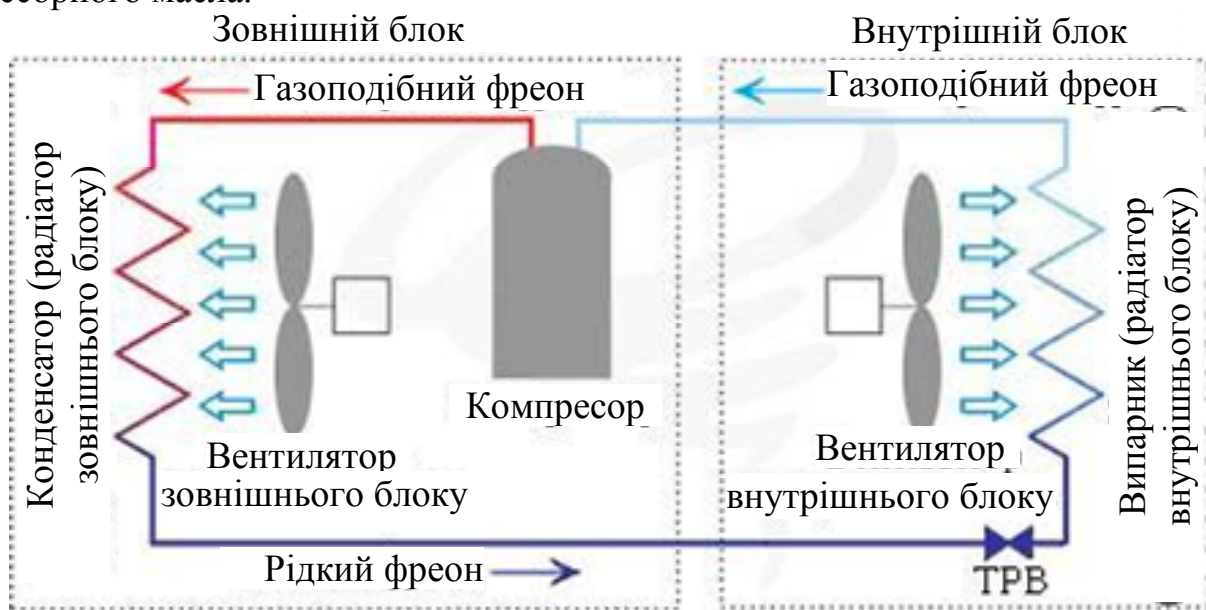 Зовнішній блок
Внутрішній блок
Газоподібний фреон
Газоподібний фреон
Конденсатор (радіатор
зовнішнього блоку)
Компресор
Вентилятор
зовнішнього блоку
Вентилятор
внутрішнього блоку
Випарник (радіатор
внутрішнього блоку)
Рідкий фреон
ТРВ